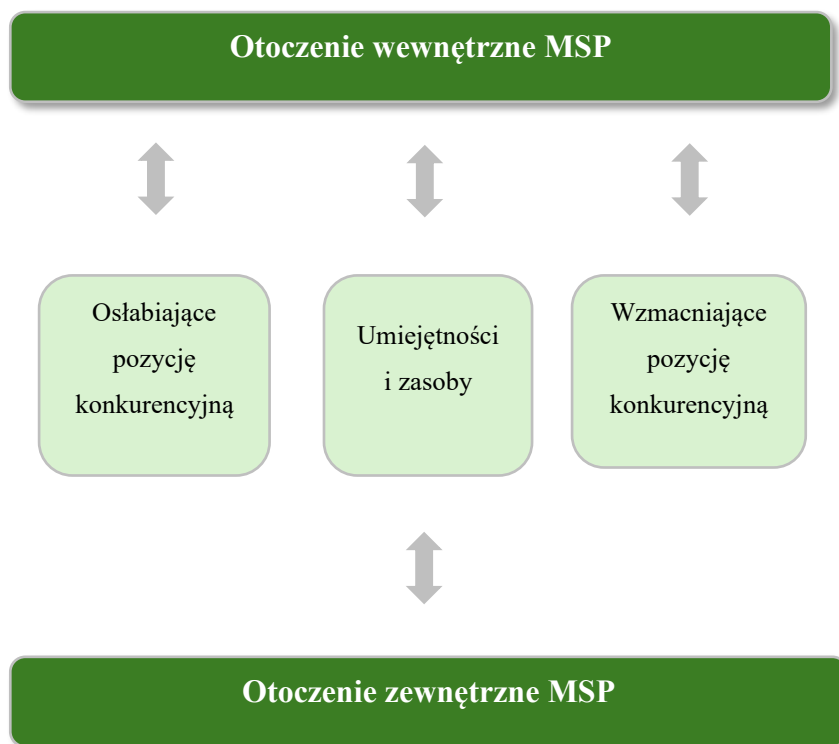 Otoczenie wewnętrzne MSP
Osłabiające
pozycję
konkurencyjną
Umiejętności
i zasoby
Wzmacniające
pozycję
konkurencyjną
Otoczenie zewnętrzne MSP